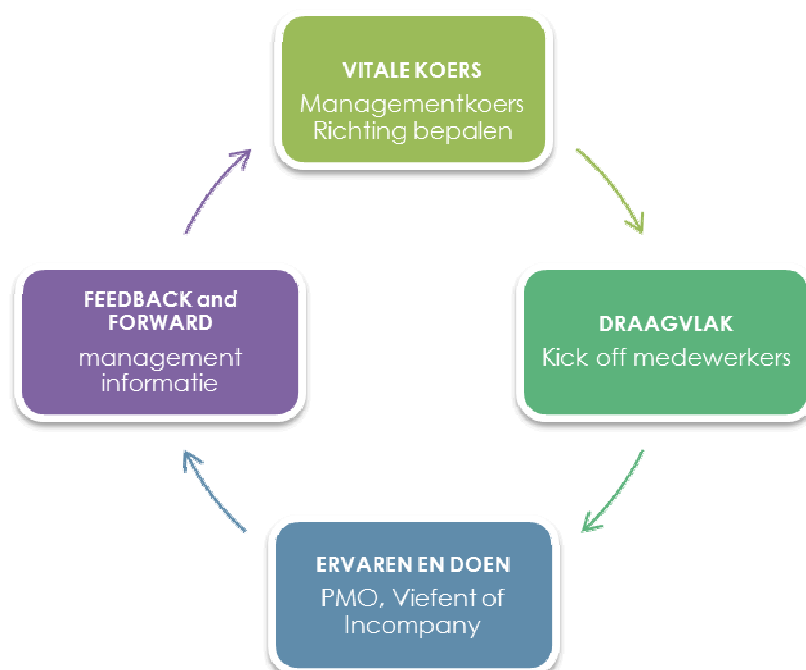 VITALE KOERS
Managementkoers
Richting bepalen
FEEDBACK and
FORWARD
management
informatie
DRAAGVLAK
Kick off medewerkers
ERVAREN EN DOEN
PMO, Viefent of
Incompany